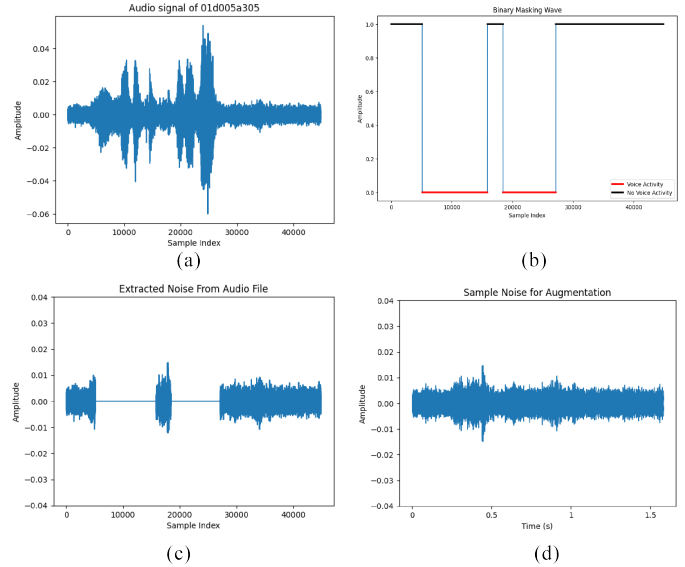 Audio signal of 01d005a305
0.04
0.02
0.00
−0.02
−0.04
−0.06
Amplitude
0 10000 20000 30000 40000
Sample Index
(a)
Binary Masking Wave
1.0
0.8
0.6
0.4
0.2
0.0
Amplitude
Voice Activity
No Voice Activity
0 10000 20000 30000 40000
Sample Index
(b)
Extracted Noise From Audio File
0.04
0.03
0.02
0.01
0.00
−0.01
−0.02
−0.03
−0.04
Amplitude
0 10000 20000 30000 40000
Sample Index
(c)
Sample Noise for Augmentation
0.04
0.03
0.02
0.01
0.00
−0.01
−0.02
−0.03
−0.04
Amplitude
0 0.5 1 1.5
Time (s)
(d)